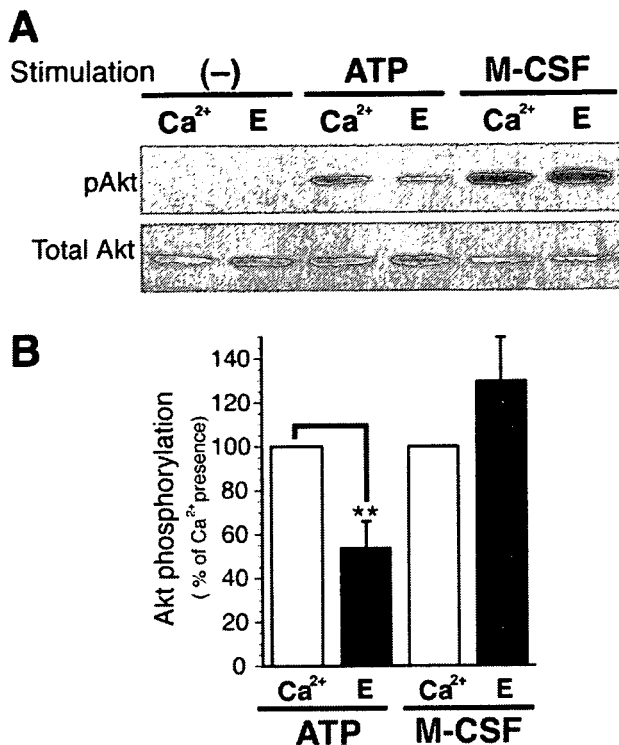 A
Stimulation (–) ATP M-CSF
Ca²⁺ E Ca²⁺ E Ca²⁺ E
pAkt
Total Akt
B
Akt phosphorylation
( % of Ca²⁺ presence)
140
120
100
80
60
40
20
0
**
Ca²⁺ E Ca²⁺ E
ATP M-CSF